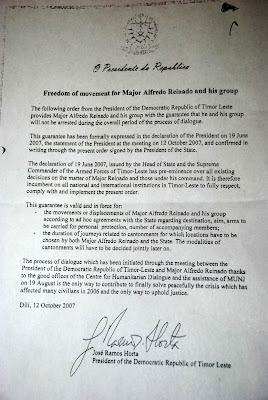 O Presidente da Republica
Freedom of movement for Major Alfredo Reinado and his group
The following order from the President of the Democratic Republic of Timor Leste
provides Major Alfredo Reinado and his group with the guarantee that he and his group
will not be arrested during the overall period of the process of dialogue.
This guarantee has been formally expressed in the declaration of the President on 19 June
2007, the statement of the President at the meeting on 12 October 2007, and confirmed in
writing through the present order signed by the President of the State.
The declaration of 19 June 2007, issued by the Head of State and the Supreme
Commander of the Armed Forces of Timor-Leste has pre-eminence over all existing
decisions on the matter of Major Reinado and those under his command. It is therefore
incumbent on all national and international Institutions in Timor Leste to fully respect,
comply with and implement the present order.
This guarantee is valid and in force for:
- the movements or displacements of Major Alfredo Reinado and his group
according to ad hoc agreements with the State regarding destination, aim, arms to
be carried for personal protection, number of accompanying members;
- the duration of journeys related to cantonment for which locations have to be
chosen by both Major Alfredo Reinado and the State. The modalities of
cantonment will have to be decided jointly later on.
The process of dialogue which has been initiated through the meeting between the
President of the Democratic Republic of Timor-Leste and Major Alfredo Reinado thanks
to the good offices of the Centre for Humanitarian Dialogue and the assistance of MUNJ
on 19 August is the only way to contribute to finally solve peacefully the crisis which has
affected many civilians in 2006 and the only way to uphold justice.
Dili, 12 October 2007
José Ramos Horta
President of the Democratic Republic of Timor Leste